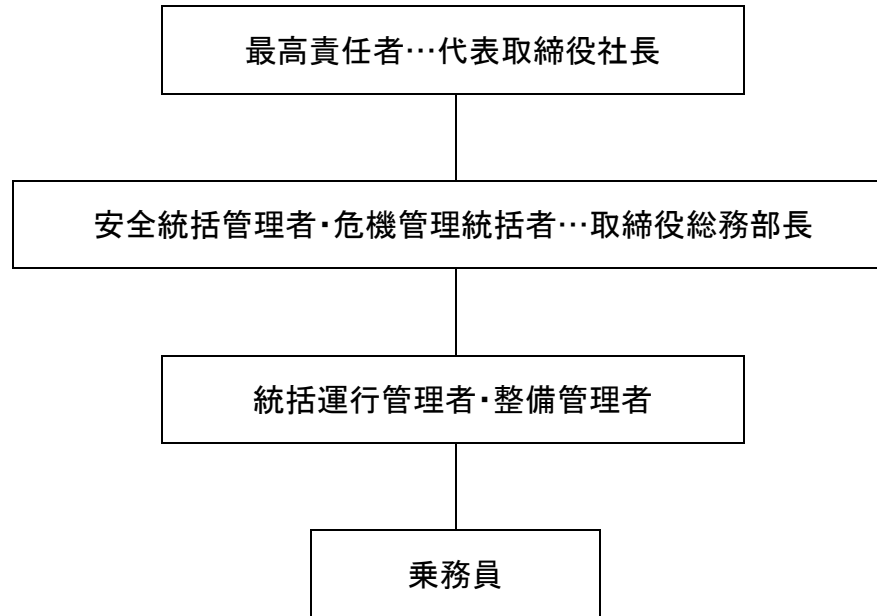 最高責任者…代表取締役社長
安全統括管理者・危機管理統括者…取締役総務部長
統括運行管理者・整備管理者
乗務員